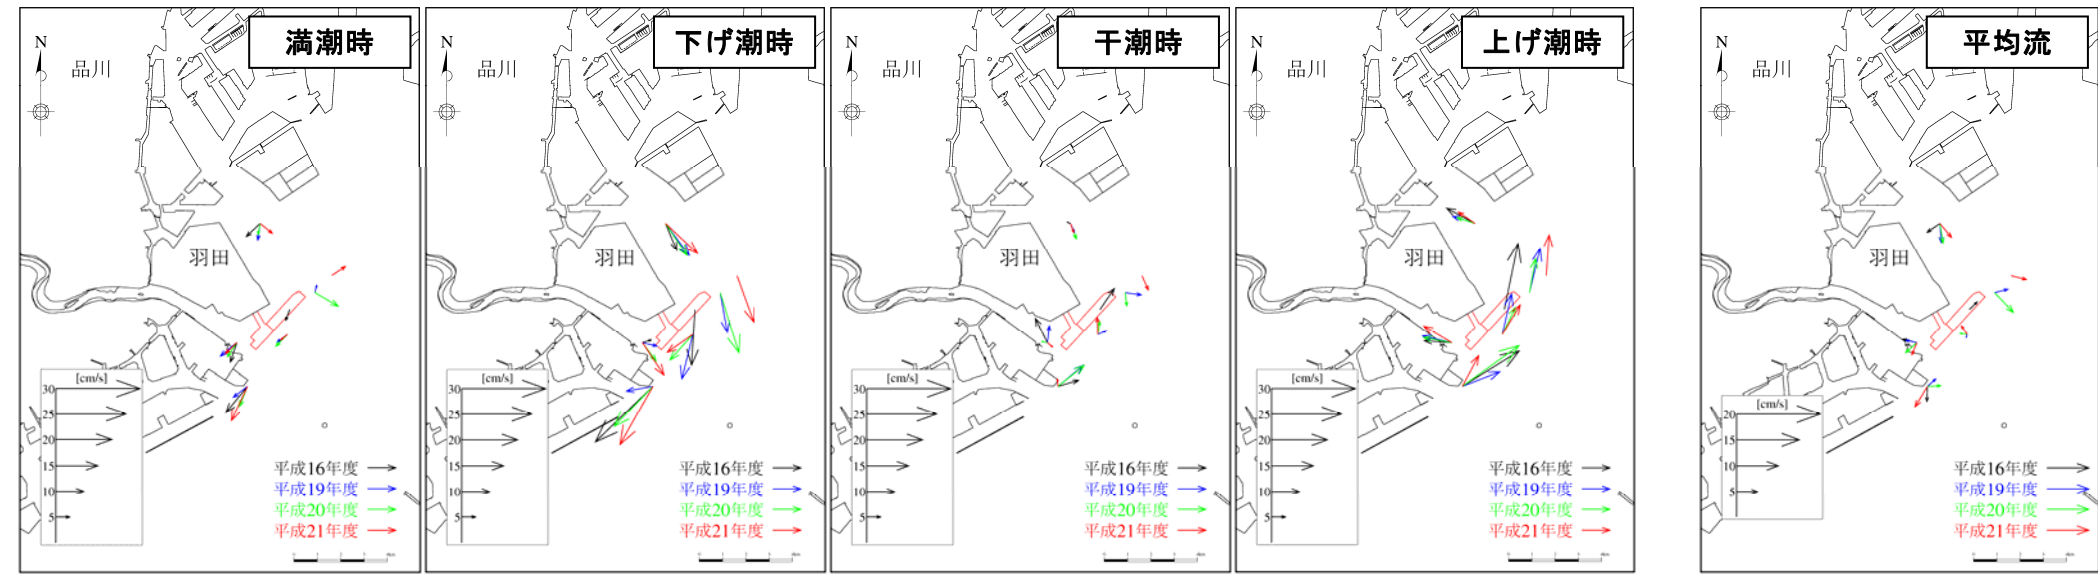 満潮時
N
品川
羽田
[cm/s]
30
25
20
15
10
5
平成16年度
平成19年度
平成20年度
平成21年度
下げ潮時
N
品川
羽田
[cm/s]
30
25
20
15
10
5
平成16年度
平成19年度
平成20年度
平成21年度
干潮時
N
品川
羽田
[cm/s]
30
25
20
15
10
5
平成16年度
平成19年度
平成20年度
平成21年度
上げ潮時
N
品川
羽田
[cm/s]
30
25
20
15
10
5
平成16年度
平成19年度
平成20年度
平成21年度
平均流
N
品川
羽田
[cm/s]
20
15
10
5
平成16年度
平成19年度
平成20年度
平成21年度